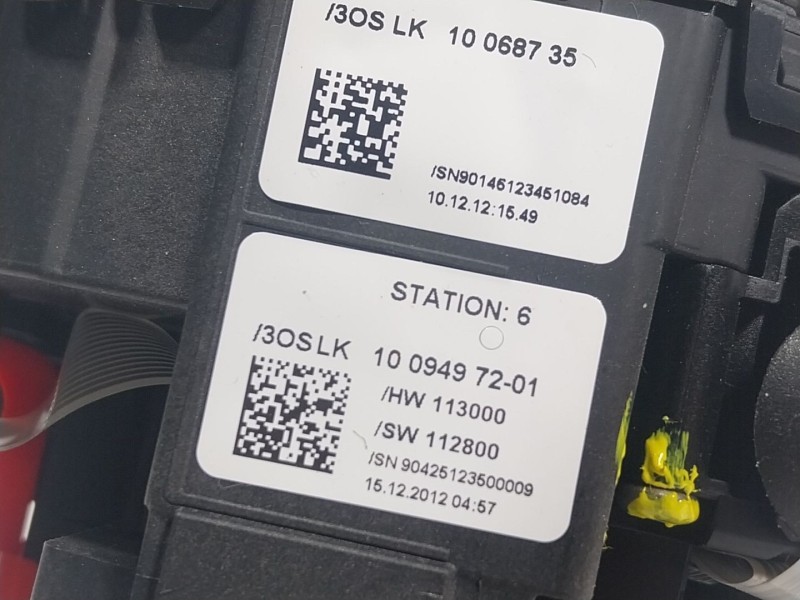 /3OS LK 10 0687 35
/SN90146123451084
10.12.12:15.49
STATION: 6
/3OS LK 10 0949 72-01
/HW 113000
/SW 112800
/SN 90425123500009
15.12.2012 04:57